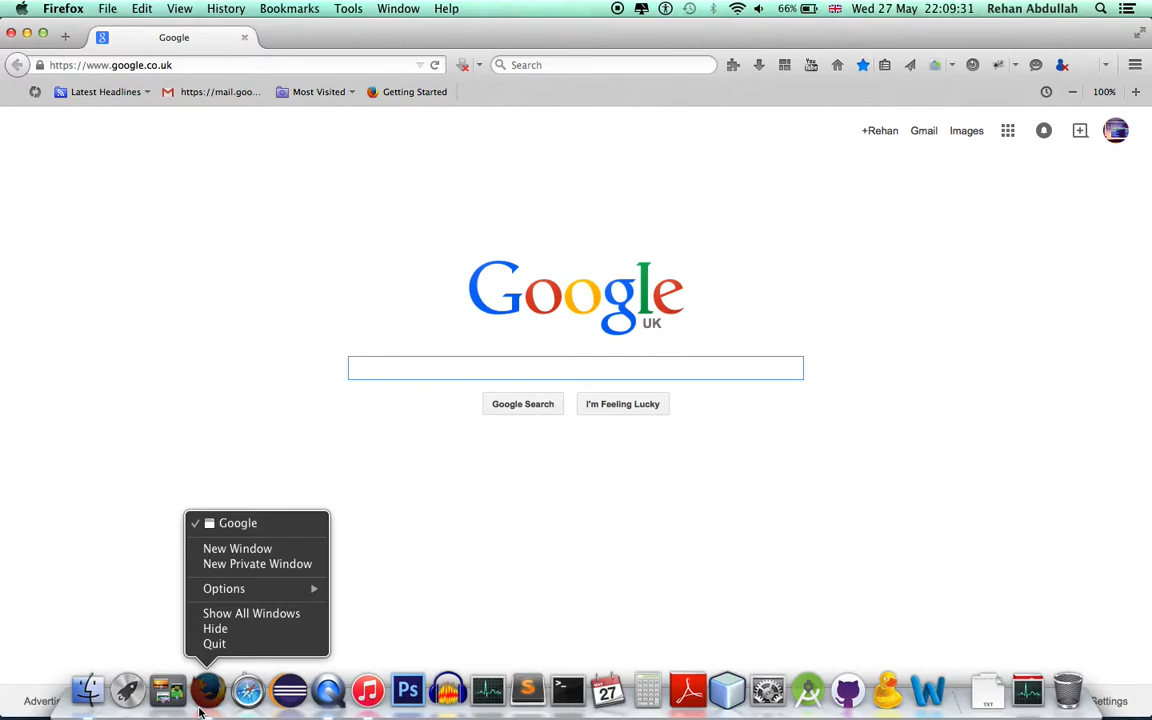 Firefox File Edit View History Bookmarks Tools Window Help 66% Wed 27 May 22:09:31 Rehan Abdullah
Google
https://www.google.co.uk Search
Latest Headlines https://mail.goo... Most Visited Getting Started 100%
+Rehan Gmail Images
Google
UK
Google Search I'm Feeling Lucky
Google
New Window
New Private Window
Options
Show All Windows
Hide
Quit
Adverti Settings